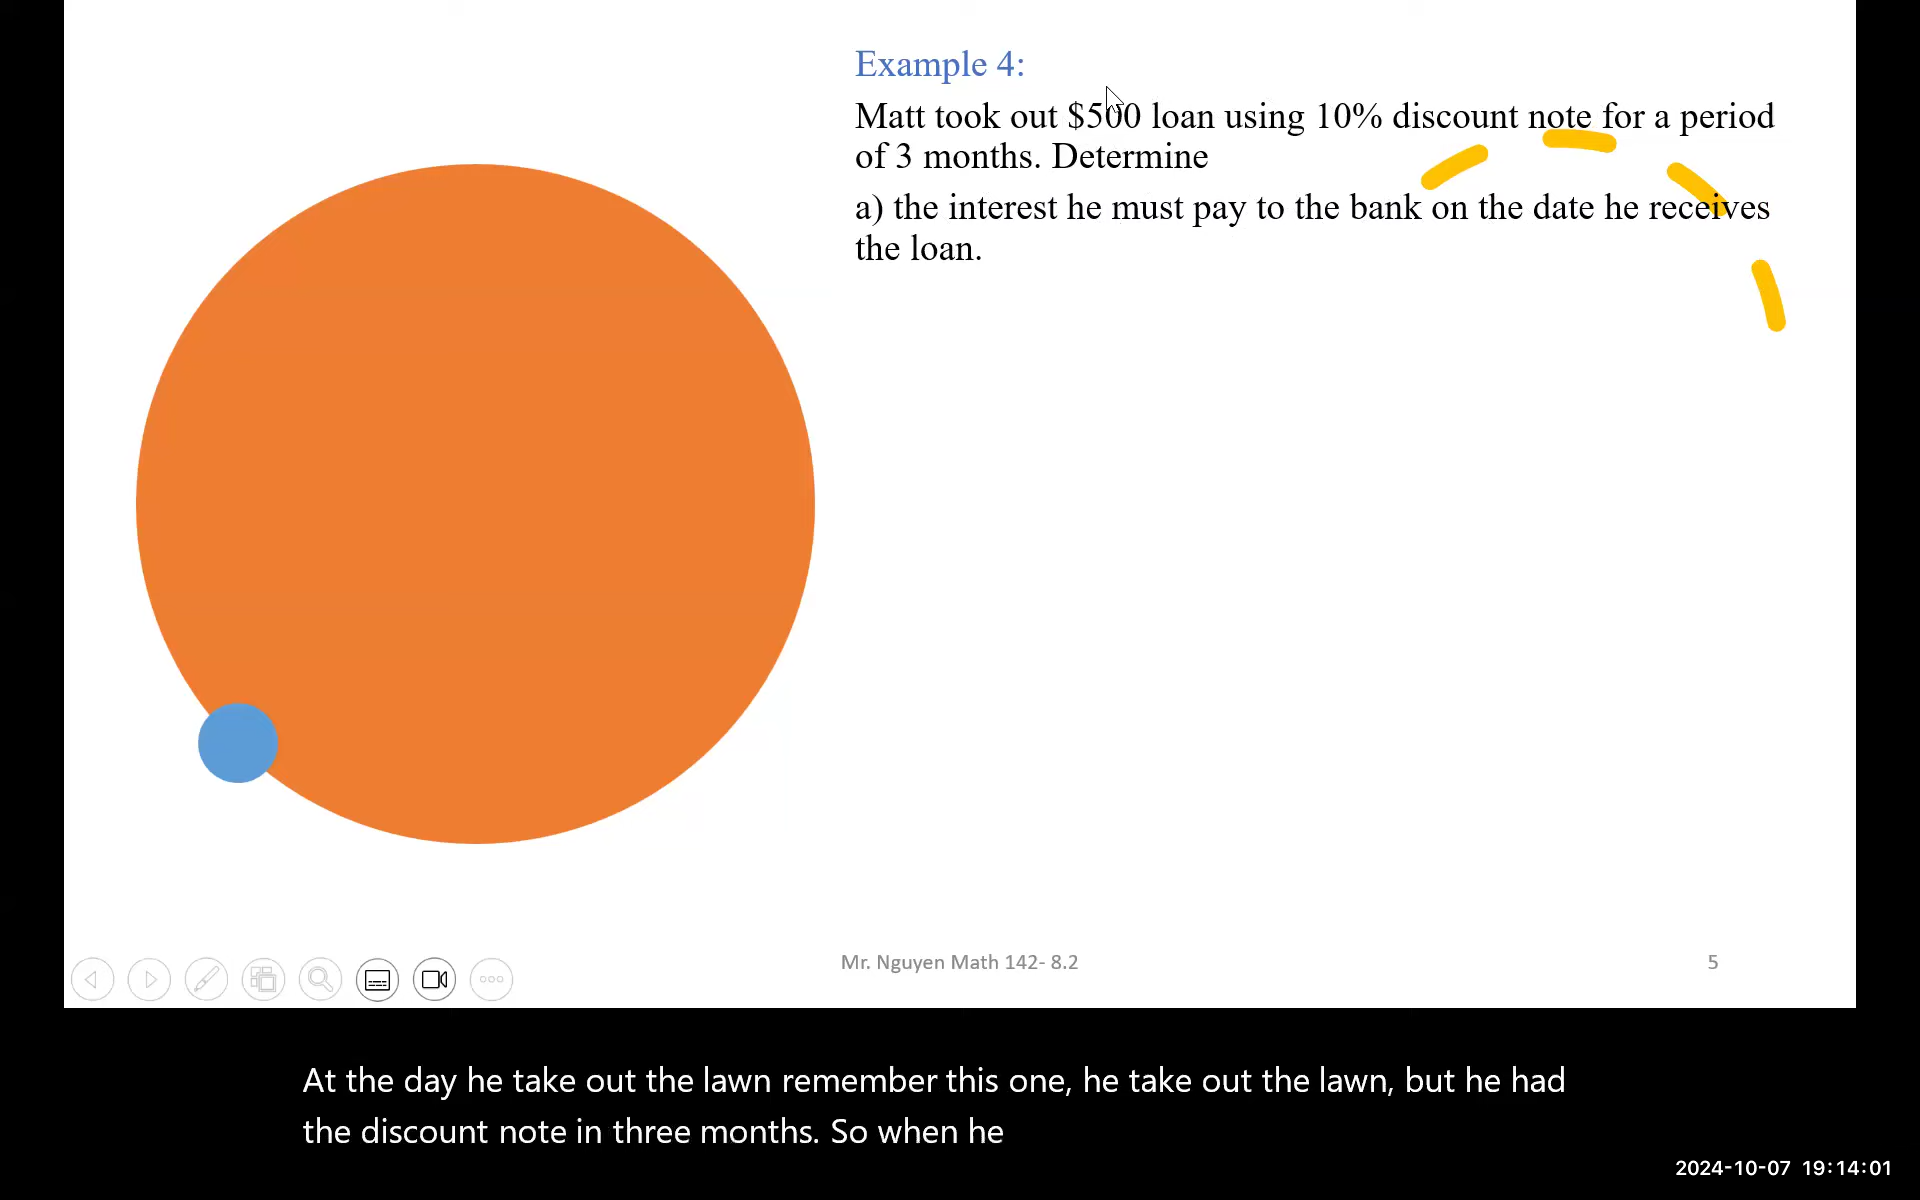 Example 4:
Matt took out $500 loan using 10% discount note for a period
of 3 months. Determine
a) the interest he must pay to the bank on the date he receives
the loan.
Mr. Nguyen Math 142- 8.2
5
At the day he take out the lawn remember this one, he take out the lawn, but he had
the discount note in three months. So when he
2024-10-07 19:14:01